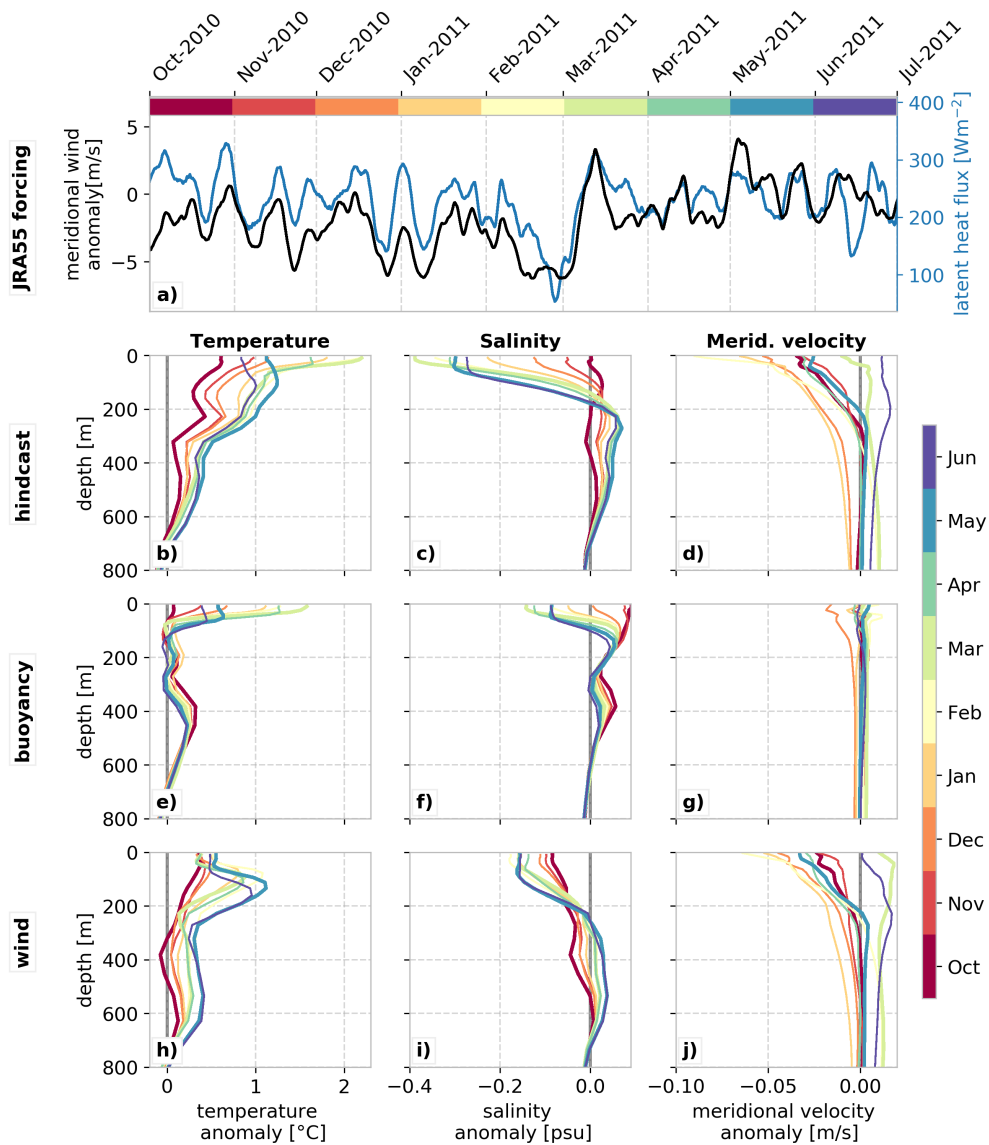 Oct-2010
Nov-2010
Dec-2010
Jan-2011
Feb-2011
Mar-2011
Apr-2011
May-2011
Jun-2011
Jul-2011
JRA55 forcing
meridional wind
anomaly[m/s]
5
0
−5
a)
400
300
200
100
latent heat flux [Wm⁻²]
Temperature
Salinity
Merid. velocity
hindcast
depth [m]
0
200
400
600
800
b)
c)
d)
buoyancy
depth [m]
0
200
400
600
800
e)
f)
g)
wind
depth [m]
0
200
400
600
800
h)
i)
j)
0
1
2
−0.4
−0.2
0.0
−0.10
−0.05
0.00
temperature
anomaly [°C]
salinity
anomaly [psu]
meridional velocity
anomaly [m/s]
Jun
May
Apr
Mar
Feb
Jan
Dec
Nov
Oct